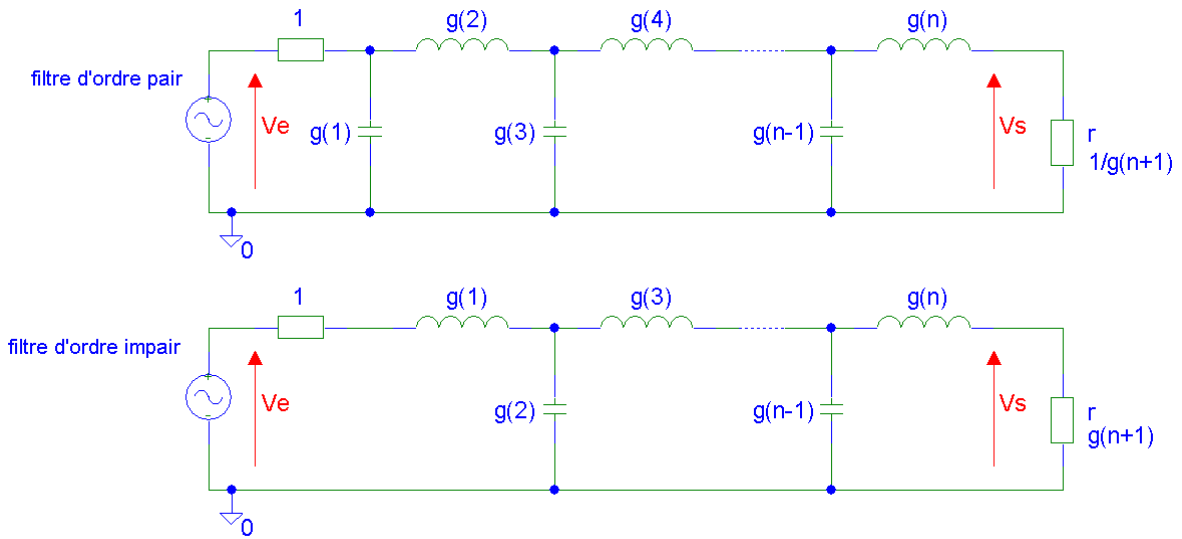 1
g(2)
g(4)
g(n)
filtre d'ordre pair
Ve
g(1)
g(3)
g(n-1)
Vs
r
1/g(n+1)
0
1
g(1)
g(3)
g(n)
filtre d'ordre impair
Ve
g(2)
g(n-1)
Vs
r
g(n+1)
0